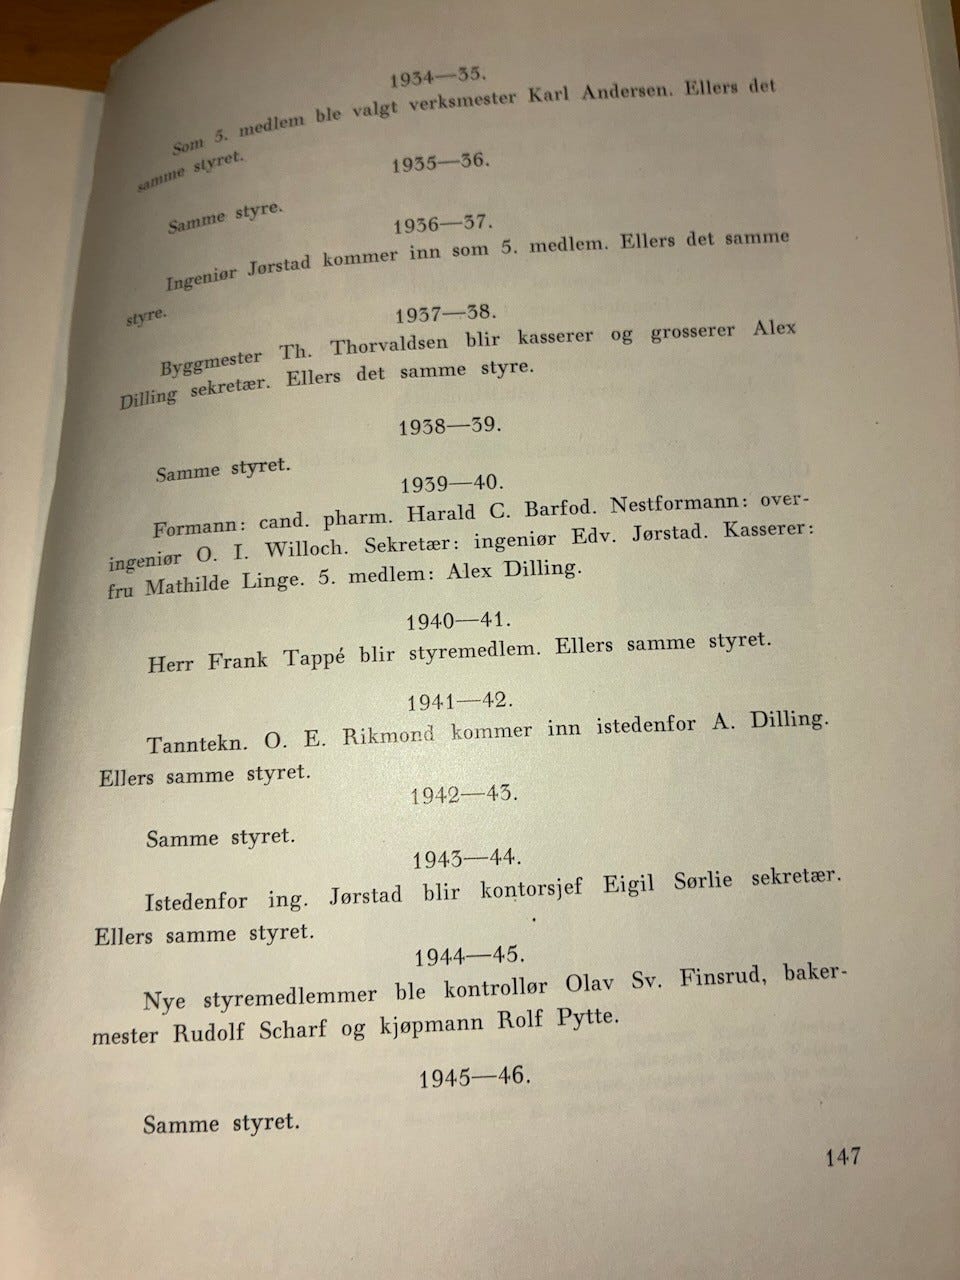 1934—35.
Som 5. medlem ble valgt verksmester Karl Andersen. Ellers det
samme styret.
1935—36.
Samme styre.
1936—37.
Ingeniør Jørstad kommer inn som 5. medlem. Ellers det samme
styre.
1937—38.
Byggmester Th. Thorvaldsen blir kasserer og grosserer Alex
Dilling sekretær. Ellers det samme styre.
1938—39.
Samme styret.
1939—40.
Formann: cand. pharm. Harald C. Barfod. Nestformann: over-
ingeniør O. I. Willoch. Sekretær: ingeniør Edv. Jørstad. Kasserer:
fru Mathilde Linge. 5. medlem: Alex Dilling.
1940—41.
Herr Frank Tappé blir styremedlem. Ellers samme styret.
1941—42.
Tanntekn. O. E. Rikmond kommer inn istedenfor A. Dilling.
Ellers samme styret.
1942—43.
Samme styret.
1943—44.
Istedenfor ing. Jørstad blir kontorsjef Eigil Sørlie sekretær.
Ellers samme styret.
1944—45.
Nye styremedlemmer ble kontrollør Olav Sv. Finsrud, baker-
mester Rudolf Scharf og kjøpmann Rolf Pytte.
1945—46.
Samme styret.
147